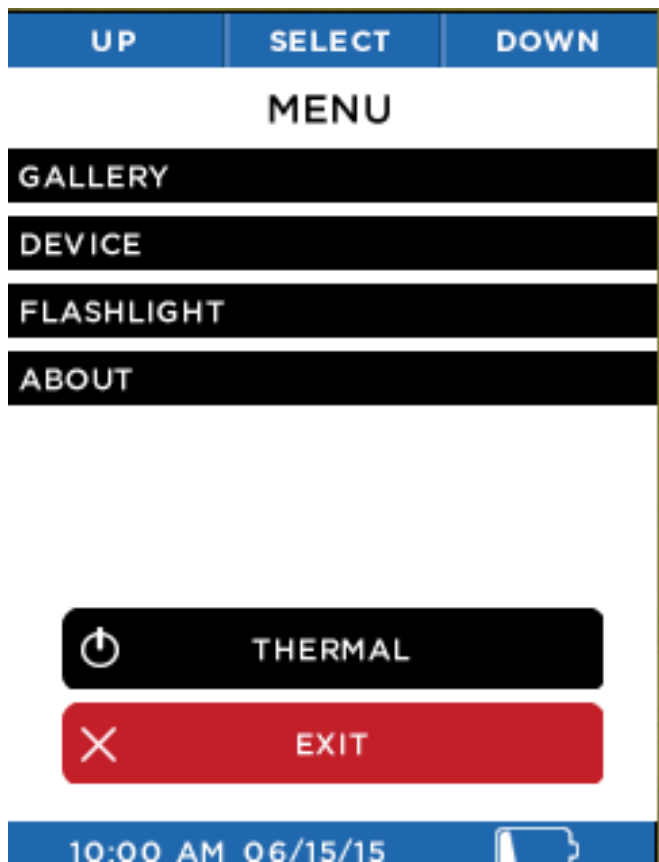 UP SELECT DOWN
MENU
GALLERY
DEVICE
FLASHLIGHT
ABOUT
THERMAL
EXIT
10:00 AM 06/15/15